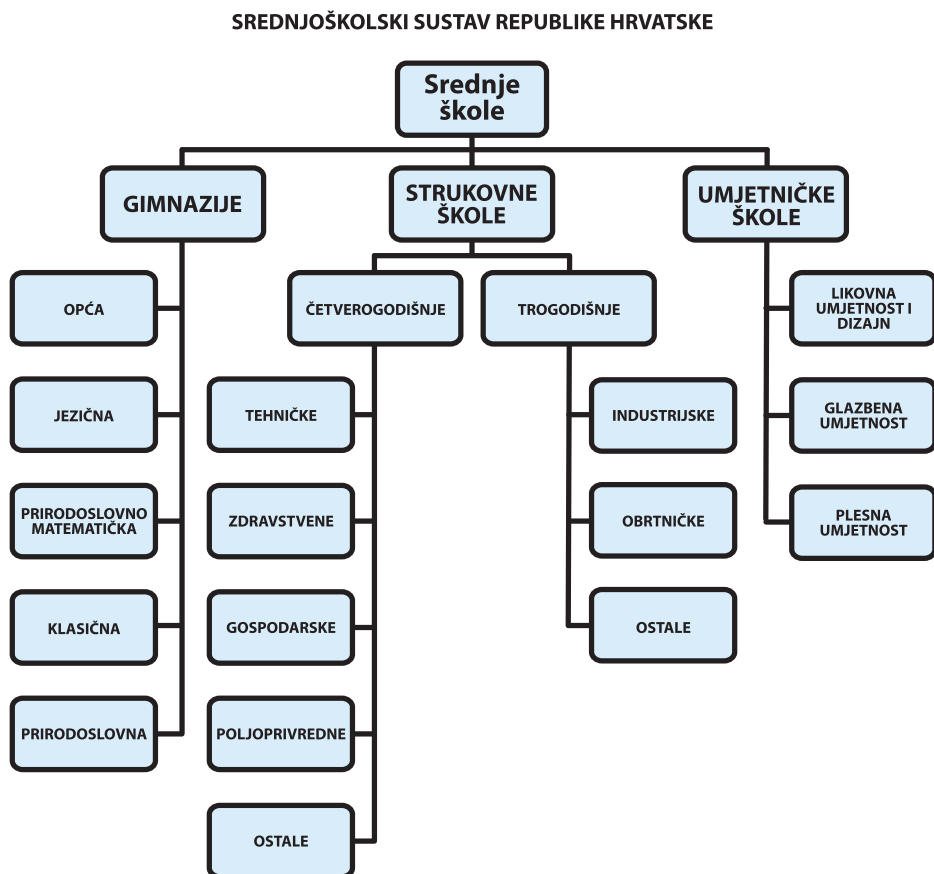 SREDNJOŠKOLSKI SUSTAV REPUBLIKE HRVATSKE
Srednje
škole
GIMNAZIJE
STRUKOVNE
ŠKOLE
UMJETNIČKE
ŠKOLE
OPĆA
JEZIČNA
PRIRODOSLOVNO
MATEMATIČKA
KLASIČNA
PRIRODOSLOVNA
ČETVEROGODIŠNJE
TEHNIČKE
ZDRAVSTVENE
GOSPODARSKE
POLJOPRIVREDNE
OSTALE
TROGODIŠNJE
INDUSTRIJSKE
OBRTNIČKE
OSTALE
LIKOVNA
UMJETNOST I
DIZAJN
GLAZBENA
UMJETNOST
PLESNA
UMJETNOST